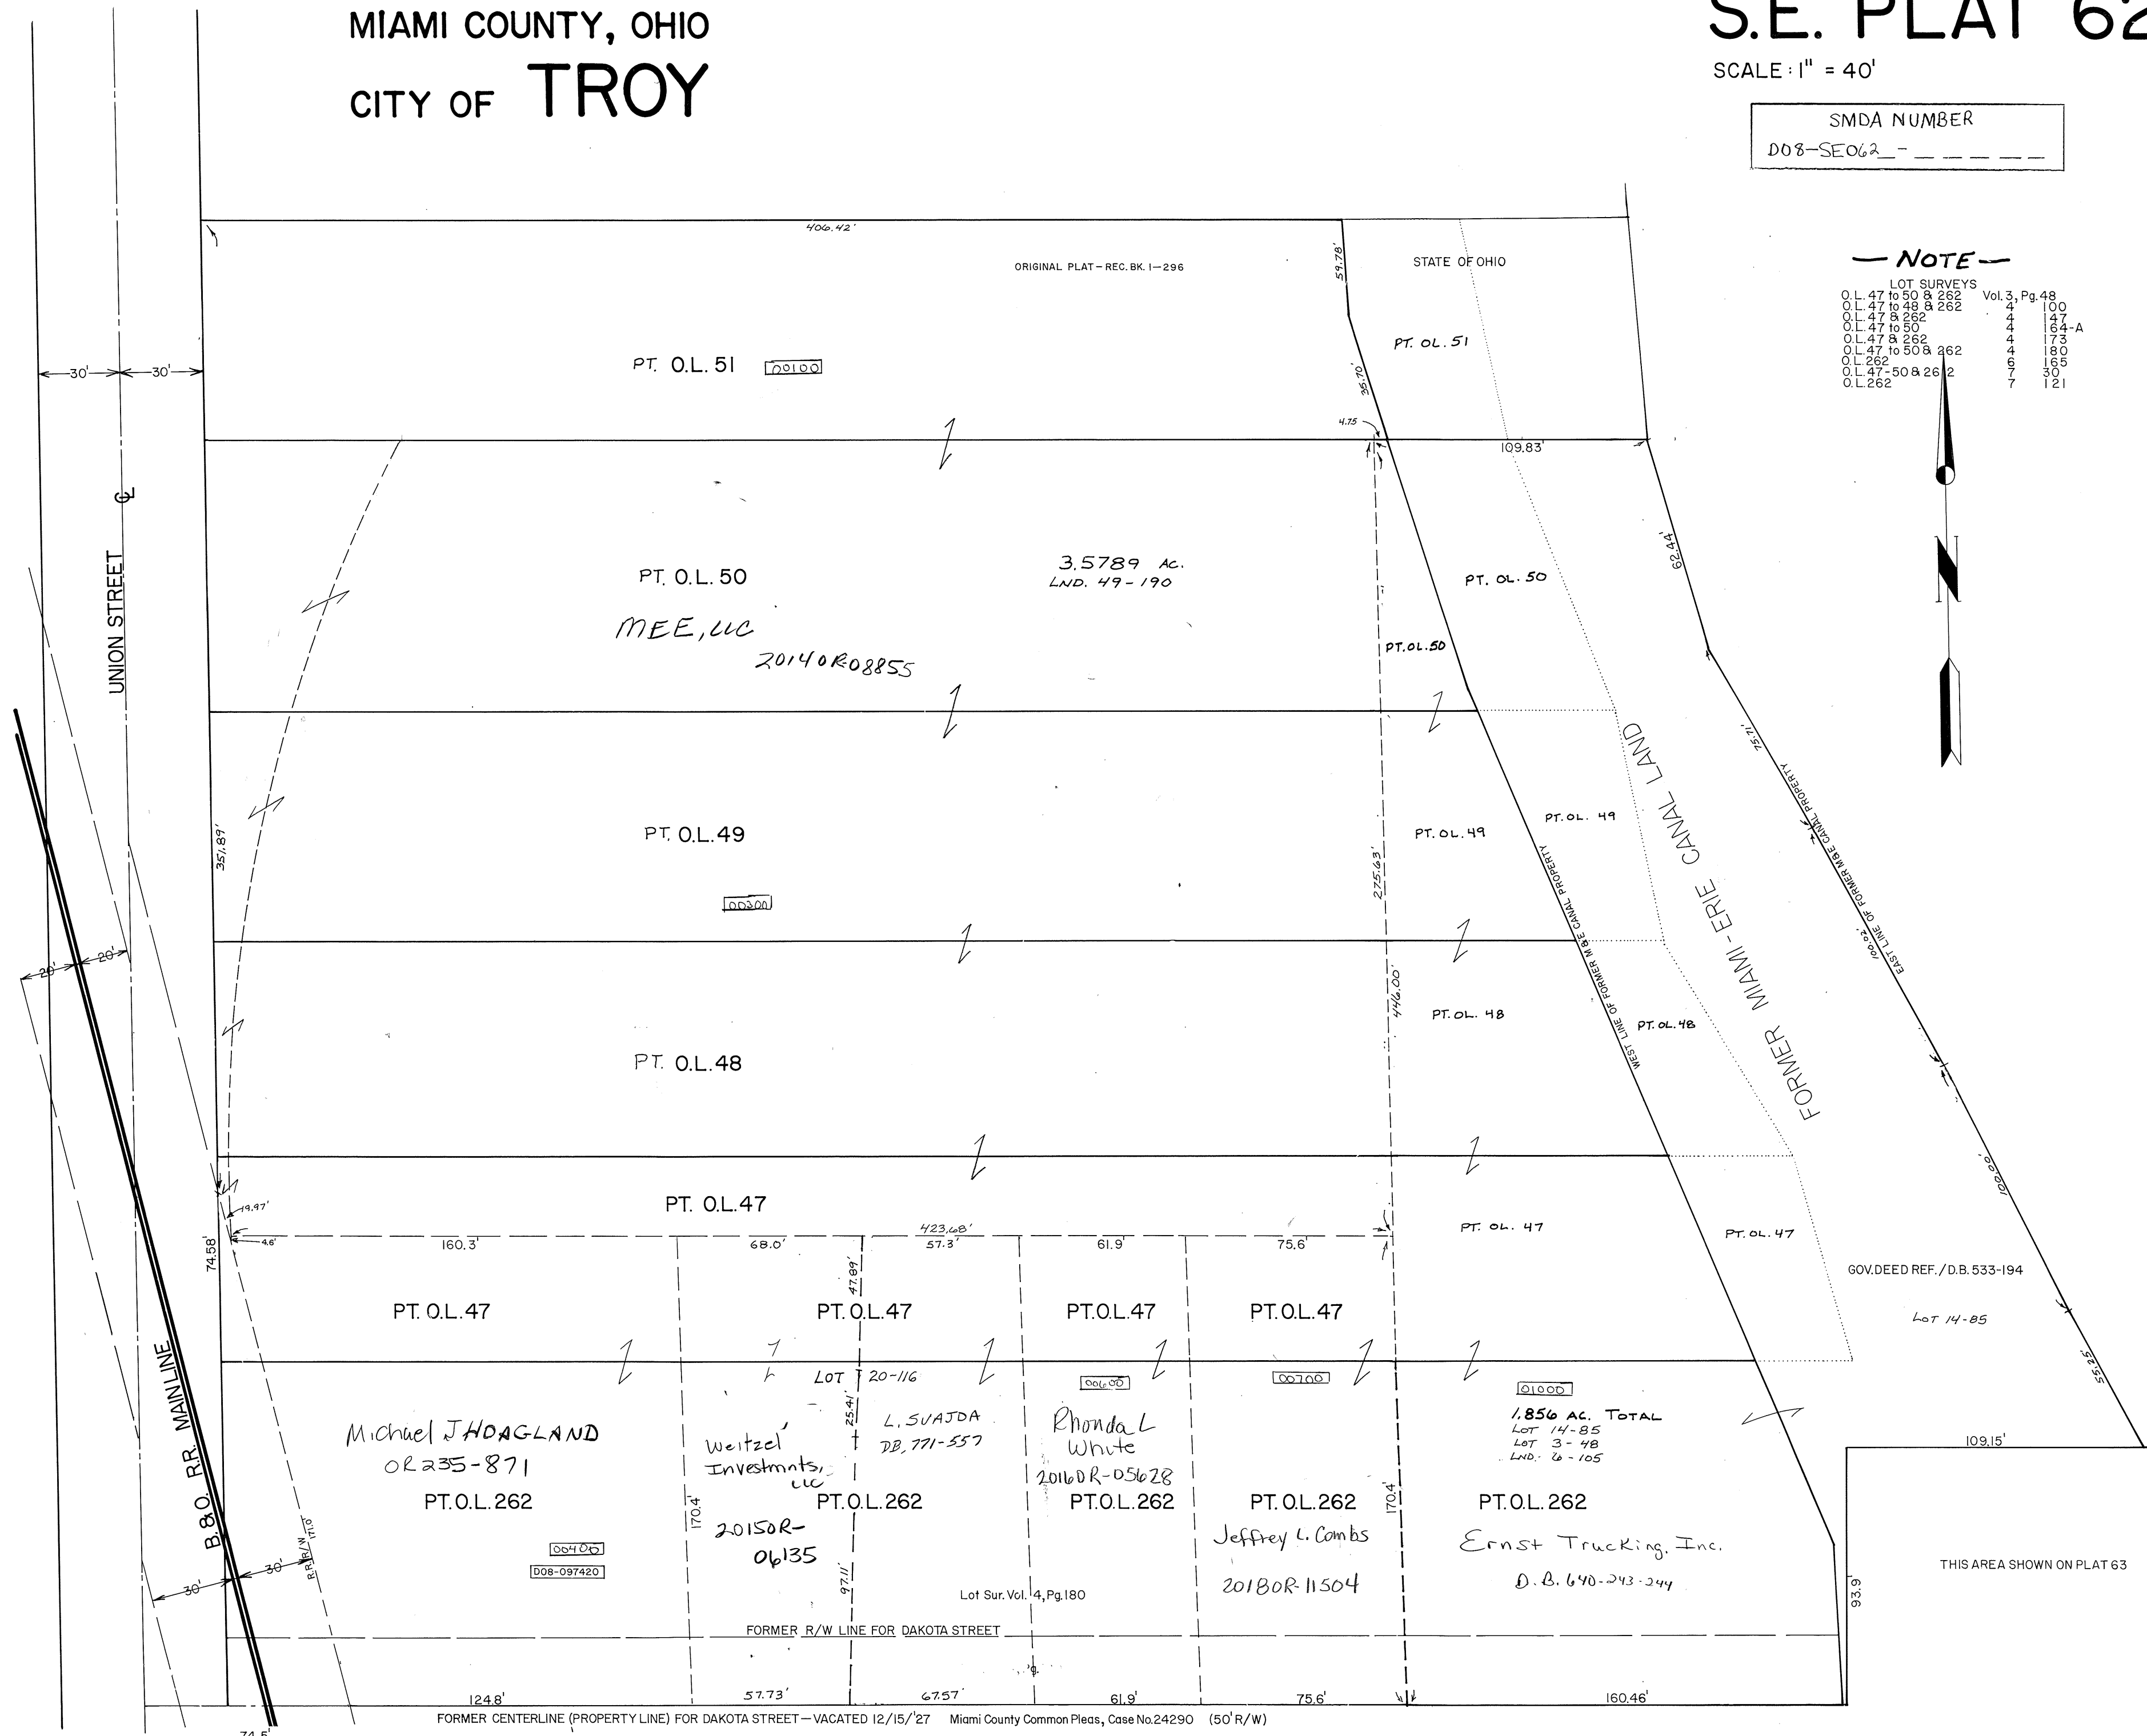 MIAMI COUNTY, OHIO
CITY OF TROY
S.E. PLAT 62
SCALE: 1" = 40'
SMDA NUMBER
D08-SE062_-_ _ _ _ _ _
— NOTE —
LOT SURVEYS
O.L. 47 to 50 & 262 Vol. 3, Pg. 48
O.L. 47 to 48 & 262 4 100
O.L. 47 & 262 4 147
O.L. 47 to 50 4 164-A
O.L. 47 & 262 4 173
O.L. 47 to 50 & 262 4 180
O.L. 262 6 165
O.L. 47-50 & 262 7 30
O.L. 262 7 121
N
406.42'
ORIGINAL PLAT-REC. BK. 1-296
59.78'
STATE OF OHIO
PT. O.L. 51
00100
35.70'
PT. OL. 51
30'
30'
4.75
109.83'
℄
UNION STREET
PT. O.L. 50
3.5789 AC.
LND. 49-190
MEE, LLC
2014OR-08855
PT. OL. 50
PT. OL. 50
62.44'
75.71'
FORMER MIAMI-ERIE CANAL LAND
351.89'
PT. O.L. 49
00300
275.63'
PT. OL. 49
PT. OL. 49
WEST LINE OF FORMER M&E CANAL PROPERTY
EAST LINE OF FORMER M&E CANAL PROPERTY
100.02'
20'
20'
446.00'
PT. O.L. 48
PT. OL. 48
PT. OL. 48
100.00'
PT. O.L. 47
19.97'
4.6'
74.58'
423.68'
160.3'
68.0'
57.3'
61.9'
75.6'
PT. OL. 47
PT. OL. 47
47.89'
GOV. DEED REF. / D.B. 533-194
LOT 14-85
PT. O.L. 47
PT. O.L. 47
PT. O.L. 47
PT. O.L. 47
55.25'
B. & O. R.R. MAINLINE
LOT 20-116
00600
00700
01000
1.856 AC. TOTAL
LOT 14-85
LOT 3-48
LND. 6-105
25.41'
109.15'
Michael J HOAGLAND
OR 235-871
Weitzel
Investmnts,
LLC
L. SVAJDA
DB. 771-557
Rhonda L
White
2016OR-05628
PT. O.L. 262
PT. O.L. 262
PT. O.L. 262
PT. O.L. 262
PT. O.L. 262
170.4'
170.4'
2015OR-
06135
Jeffrey L. Combs
2018OR-11504
Ernst Trucking, Inc.
D.B. 640-243-244
00400
D08-097420
R.R. R/W
171.0'
30'
30'
97.11'
Lot Sur. Vol. 4, Pg. 180
THIS AREA SHOWN ON PLAT 63
93.9'
FORMER R/W LINE FOR DAKOTA STREET
124.8'
57.73'
67.57'
61.9'
75.6'
160.46'
FORMER CENTERLINE (PROPERTY LINE) FOR DAKOTA STREET—VACATED 12/15/'27 Miami County Common Pleas, Case No. 24290 (50' R/W)
74.5'